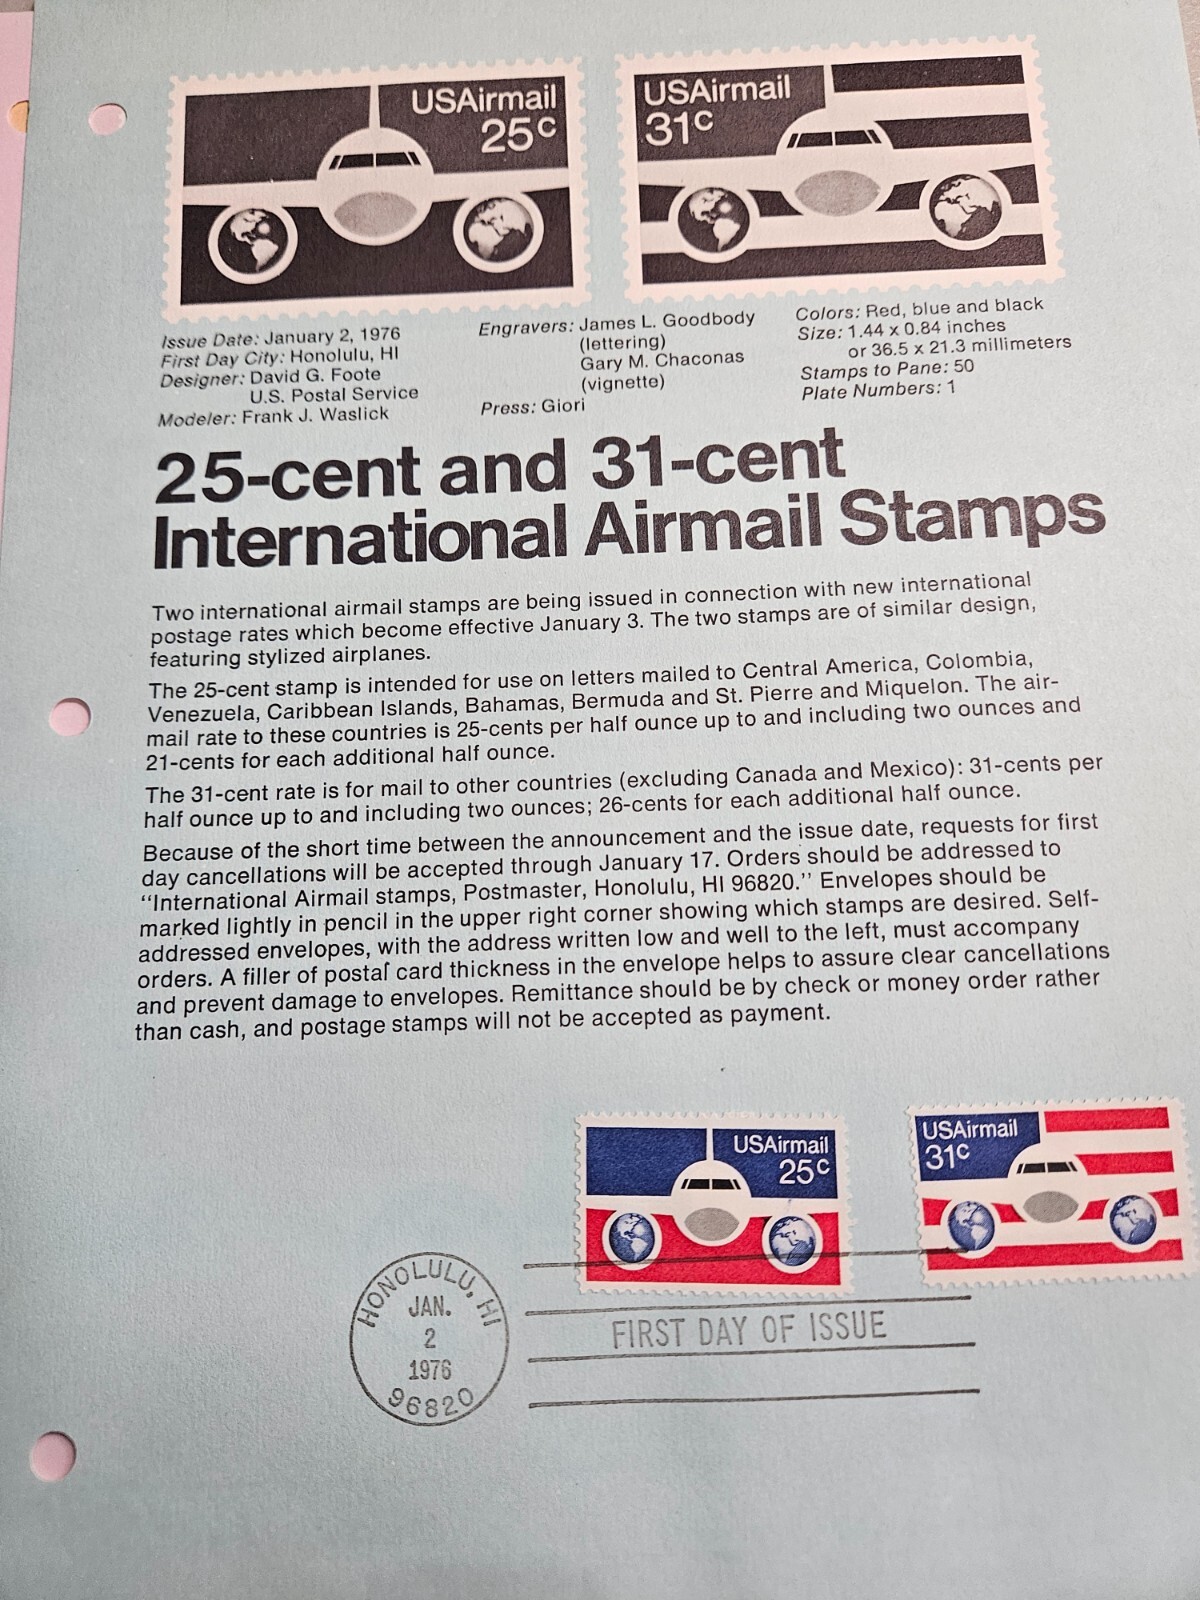 USAirmail
25c
USAirmail
31c
Issue Date: January 2, 1976
First Day City: Honolulu, HI
Designer: David G. Foote
U.S. Postal Service
Modeler: Frank J. Waslick
Engravers: James L. Goodbody
(lettering)
Gary M. Chaconas
(vignette)
Press: Giori
Colors: Red, blue and black
Size: 1.44 x 0.84 inches
or 36.5 x 21.3 millimeters
Stamps to Pane: 50
Plate Numbers: 1
25-cent and 31-cent
International Airmail Stamps
Two international airmail stamps are being issued in connection with new international
postage rates which become effective January 3. The two stamps are of similar design,
featuring stylized airplanes.
The 25-cent stamp is intended for use on letters mailed to Central America, Colombia,
Venezuela, Caribbean Islands, Bahamas, Bermuda and St. Pierre and Miquelon. The air-
mail rate to these countries is 25-cents per half ounce up to and including two ounces and
21-cents for each additional half ounce.
The 31-cent rate is for mail to other countries (excluding Canada and Mexico): 31-cents per
half ounce up to and including two ounces; 26-cents for each additional half ounce.
Because of the short time between the announcement and the issue date, requests for first
day cancellations will be accepted through January 17. Orders should be addressed to
“International Airmail stamps, Postmaster, Honolulu, HI 96820.” Envelopes should be
marked lightly in pencil in the upper right corner showing which stamps are desired. Self-
addressed envelopes, with the address written low and well to the left, must accompany
orders. A filler of postal card thickness in the envelope helps to assure clear cancellations
and prevent damage to envelopes. Remittance should be by check or money order rather
than cash, and postage stamps will not be accepted as payment.
USAirmail
25c
USAirmail
31c
HONOLULU, HI
JAN.
2
1976
96820
FIRST DAY OF ISSUE